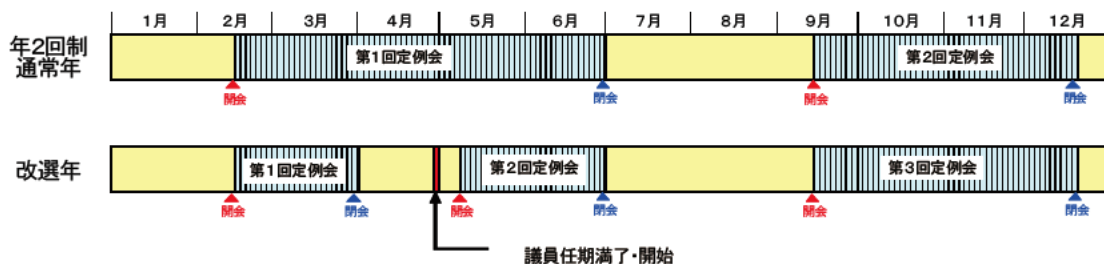 1月 2月 3月 4月 5月 6月 7月 8月 9月 10月 11月 12月
年2回制
通常年
第1回定例会 第2回定例会
開会 閉会 開会 閉会
改選年
第1回定例会 第2回定例会 第3回定例会
開会 閉会 開会 閉会 開会 閉会
議員任期満了・開始